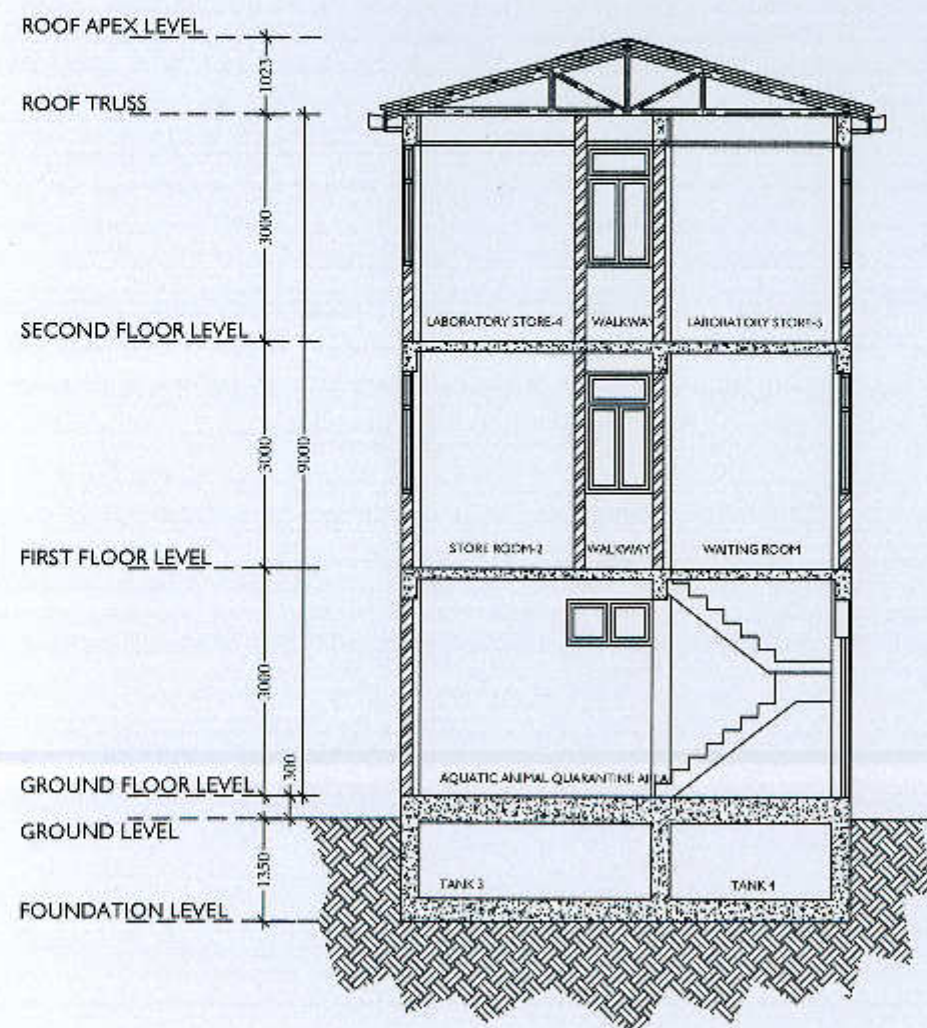 ROOF APEX LEVEL
1023
ROOF TRUSS
3000
SECOND FLOOR LEVEL
LABORATORY STORE-4
WALKWAY
LABORATORY STORE-5
3000
9000
FIRST FLOOR LEVEL
STORE ROOM-2
WALKWAY
WAITING ROOM
3000
GROUND FLOOR LEVEL
300
AQUATIC ANIMAL QUARANTINE AREA
GROUND LEVEL
1350
TANK 3
TANK 4
FOUNDATION LEVEL